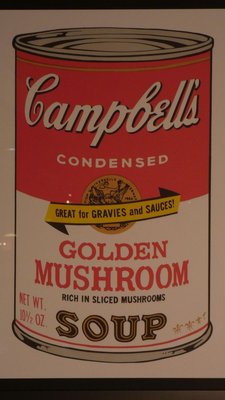 Campbell's
CONDENSED
GREAT for GRAVIES and SAUCES!
GOLDEN
MUSHROOM
RICH IN SLICED MUSHROOMS
NET WT.
10½ OZ.
SOUP